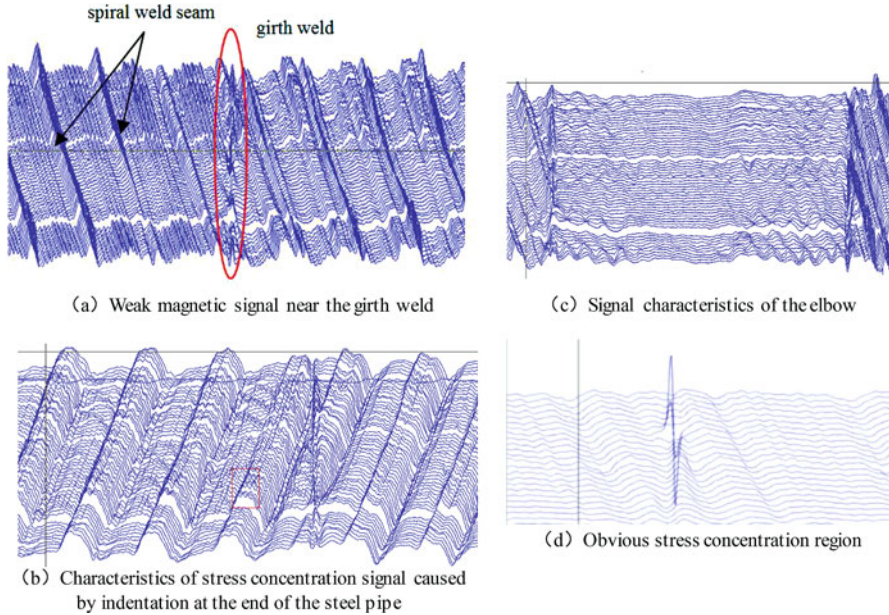 spiral weld seam
girth weld
（a）Weak magnetic signal near the girth weld
（c）Signal characteristics of the elbow
（b）Characteristics of stress concentration signal caused
by indentation at the end of the steel pipe
（d）Obvious stress concentration region